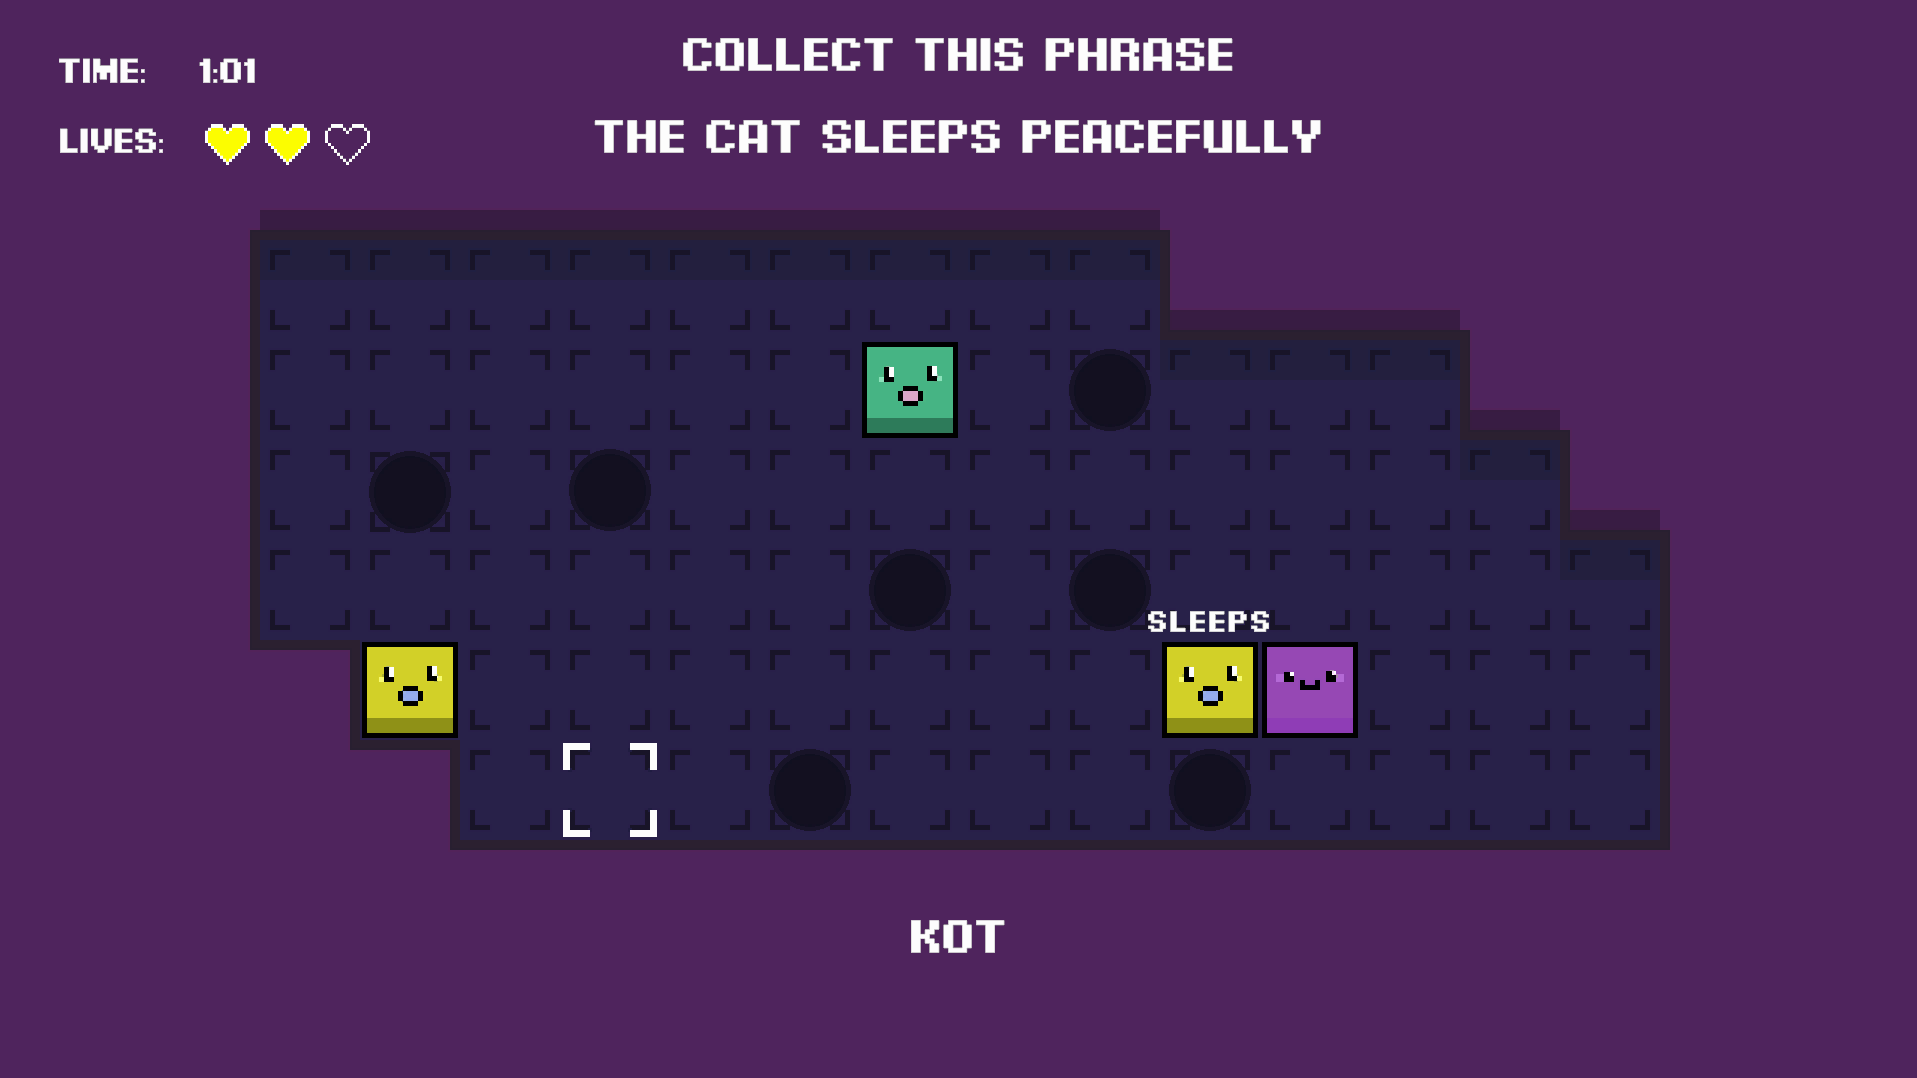 COLLECT THIS PHRASE
TIME: 1:01
THE CAT SLEEPS PEACEFULLY
LIVES:
SLEEPS
KOT